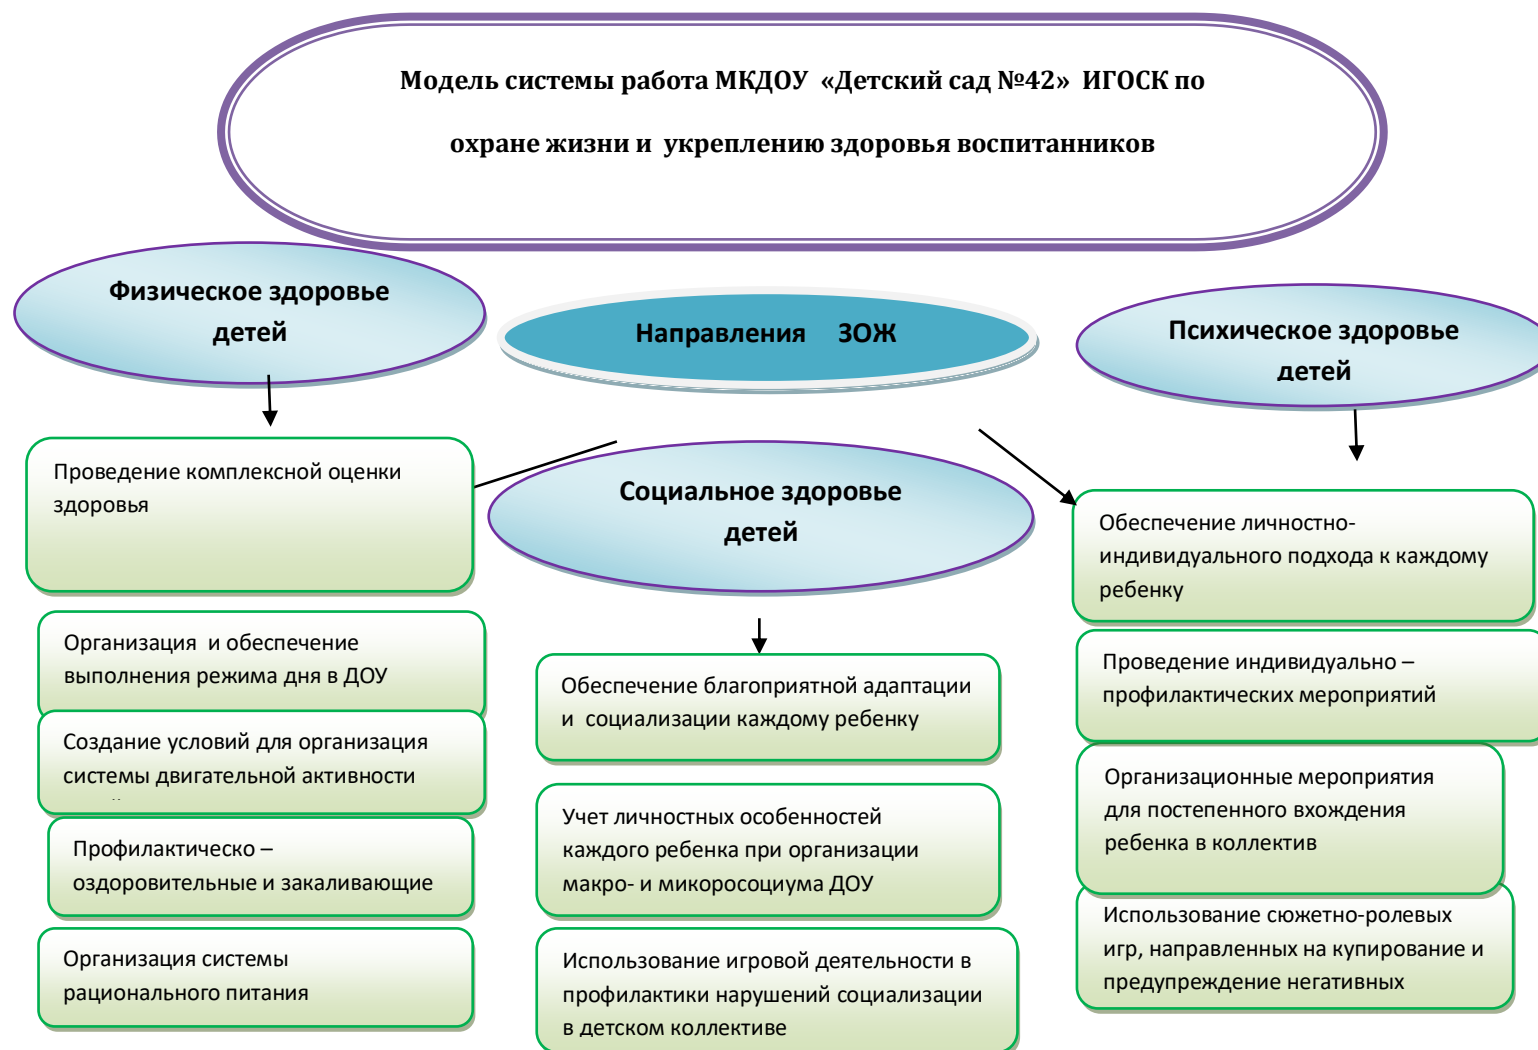 Модель системы работа МКДОУ «Детский сад №42» ИГОСК по
охране жизни и укреплению здоровья воспитанников
Физическое здоровье
детей
Направления ЗОЖ
Психическое здоровье
детей
Социальное здоровье
детей
Проведение комплексной оценки
здоровья
Организация и обеспечение
выполнения режима дня в ДОУ
Создание условий для организация
системы двигательной активности
Профилактическо –
оздоровительные и закаливающие
Организация системы
рационального питания
Обеспечение благоприятной адаптации
и социализации каждому ребенку
Учет личностных особенностей
каждого ребенка при организации
макро- и микоросоциума ДОУ
Использование игровой деятельности в
профилактики нарушений социализации
в детском коллективе
Обеспечение личностно-
индивидуального подхода к каждому
ребенку
Проведение индивидуально –
профилактических мероприятий
Организационные мероприятия
для постепенного вхождения
ребенка в коллектив
Использование сюжетно-ролевых
игр, направленных на купирование и
предупреждение негативных